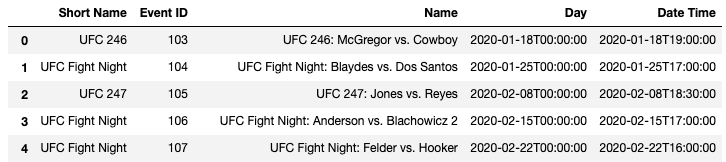 Short Name Event ID Name Day Date Time
0 UFC 246 103 UFC 246: McGregor vs. Cowboy 2020-01-18T00:00:00 2020-01-18T19:00:00
1 UFC Fight Night 104 UFC Fight Night: Blaydes vs. Dos Santos 2020-01-25T00:00:00 2020-01-25T17:00:00
2 UFC 247 105 UFC 247: Jones vs. Reyes 2020-02-08T00:00:00 2020-02-08T18:30:00
3 UFC Fight Night 106 UFC Fight Night: Anderson vs. Blachowicz 2 2020-02-15T00:00:00 2020-02-15T17:00:00
4 UFC Fight Night 107 UFC Fight Night: Felder vs. Hooker 2020-02-22T00:00:00 2020-02-22T16:00:00